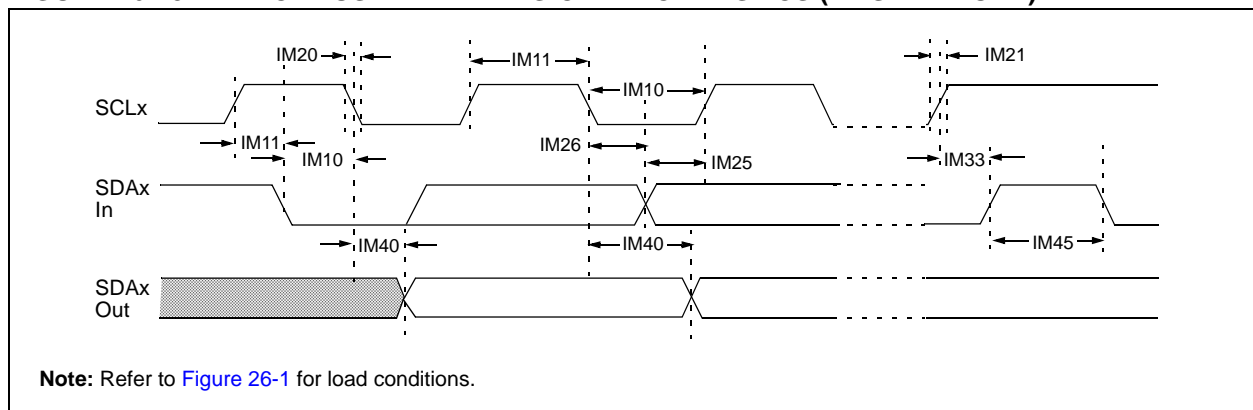 IM20
IM11
IM21
SCLx
IM10
IM11
IM10
IM26
IM25
IM33
SDAx
In
IM40
IM40
IM45
SDAx
Out
Note: Refer to Figure 26-1 for load conditions.